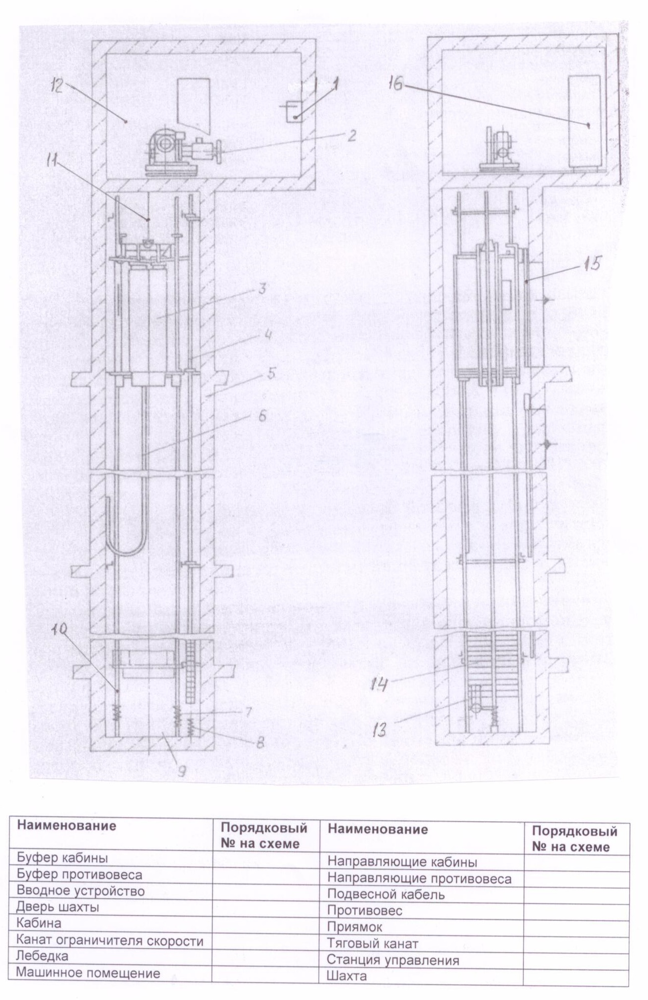 12
1
16
2
11
15
3
4
5
6
10
14
7
13
8
9
Наименование
Порядковый № на схеме
Наименование
Порядковый № на схеме
Буфер кабины
Направляющие кабины
Буфер противовеса
Направляющие противовеса
Вводное устройство
Подвесной кабель
Дверь шахты
Противовес
Кабина
Приямок
Канат ограничителя скорости
Тяговый канат
Лебедка
Станция управления
Машинное помещение
Шахта